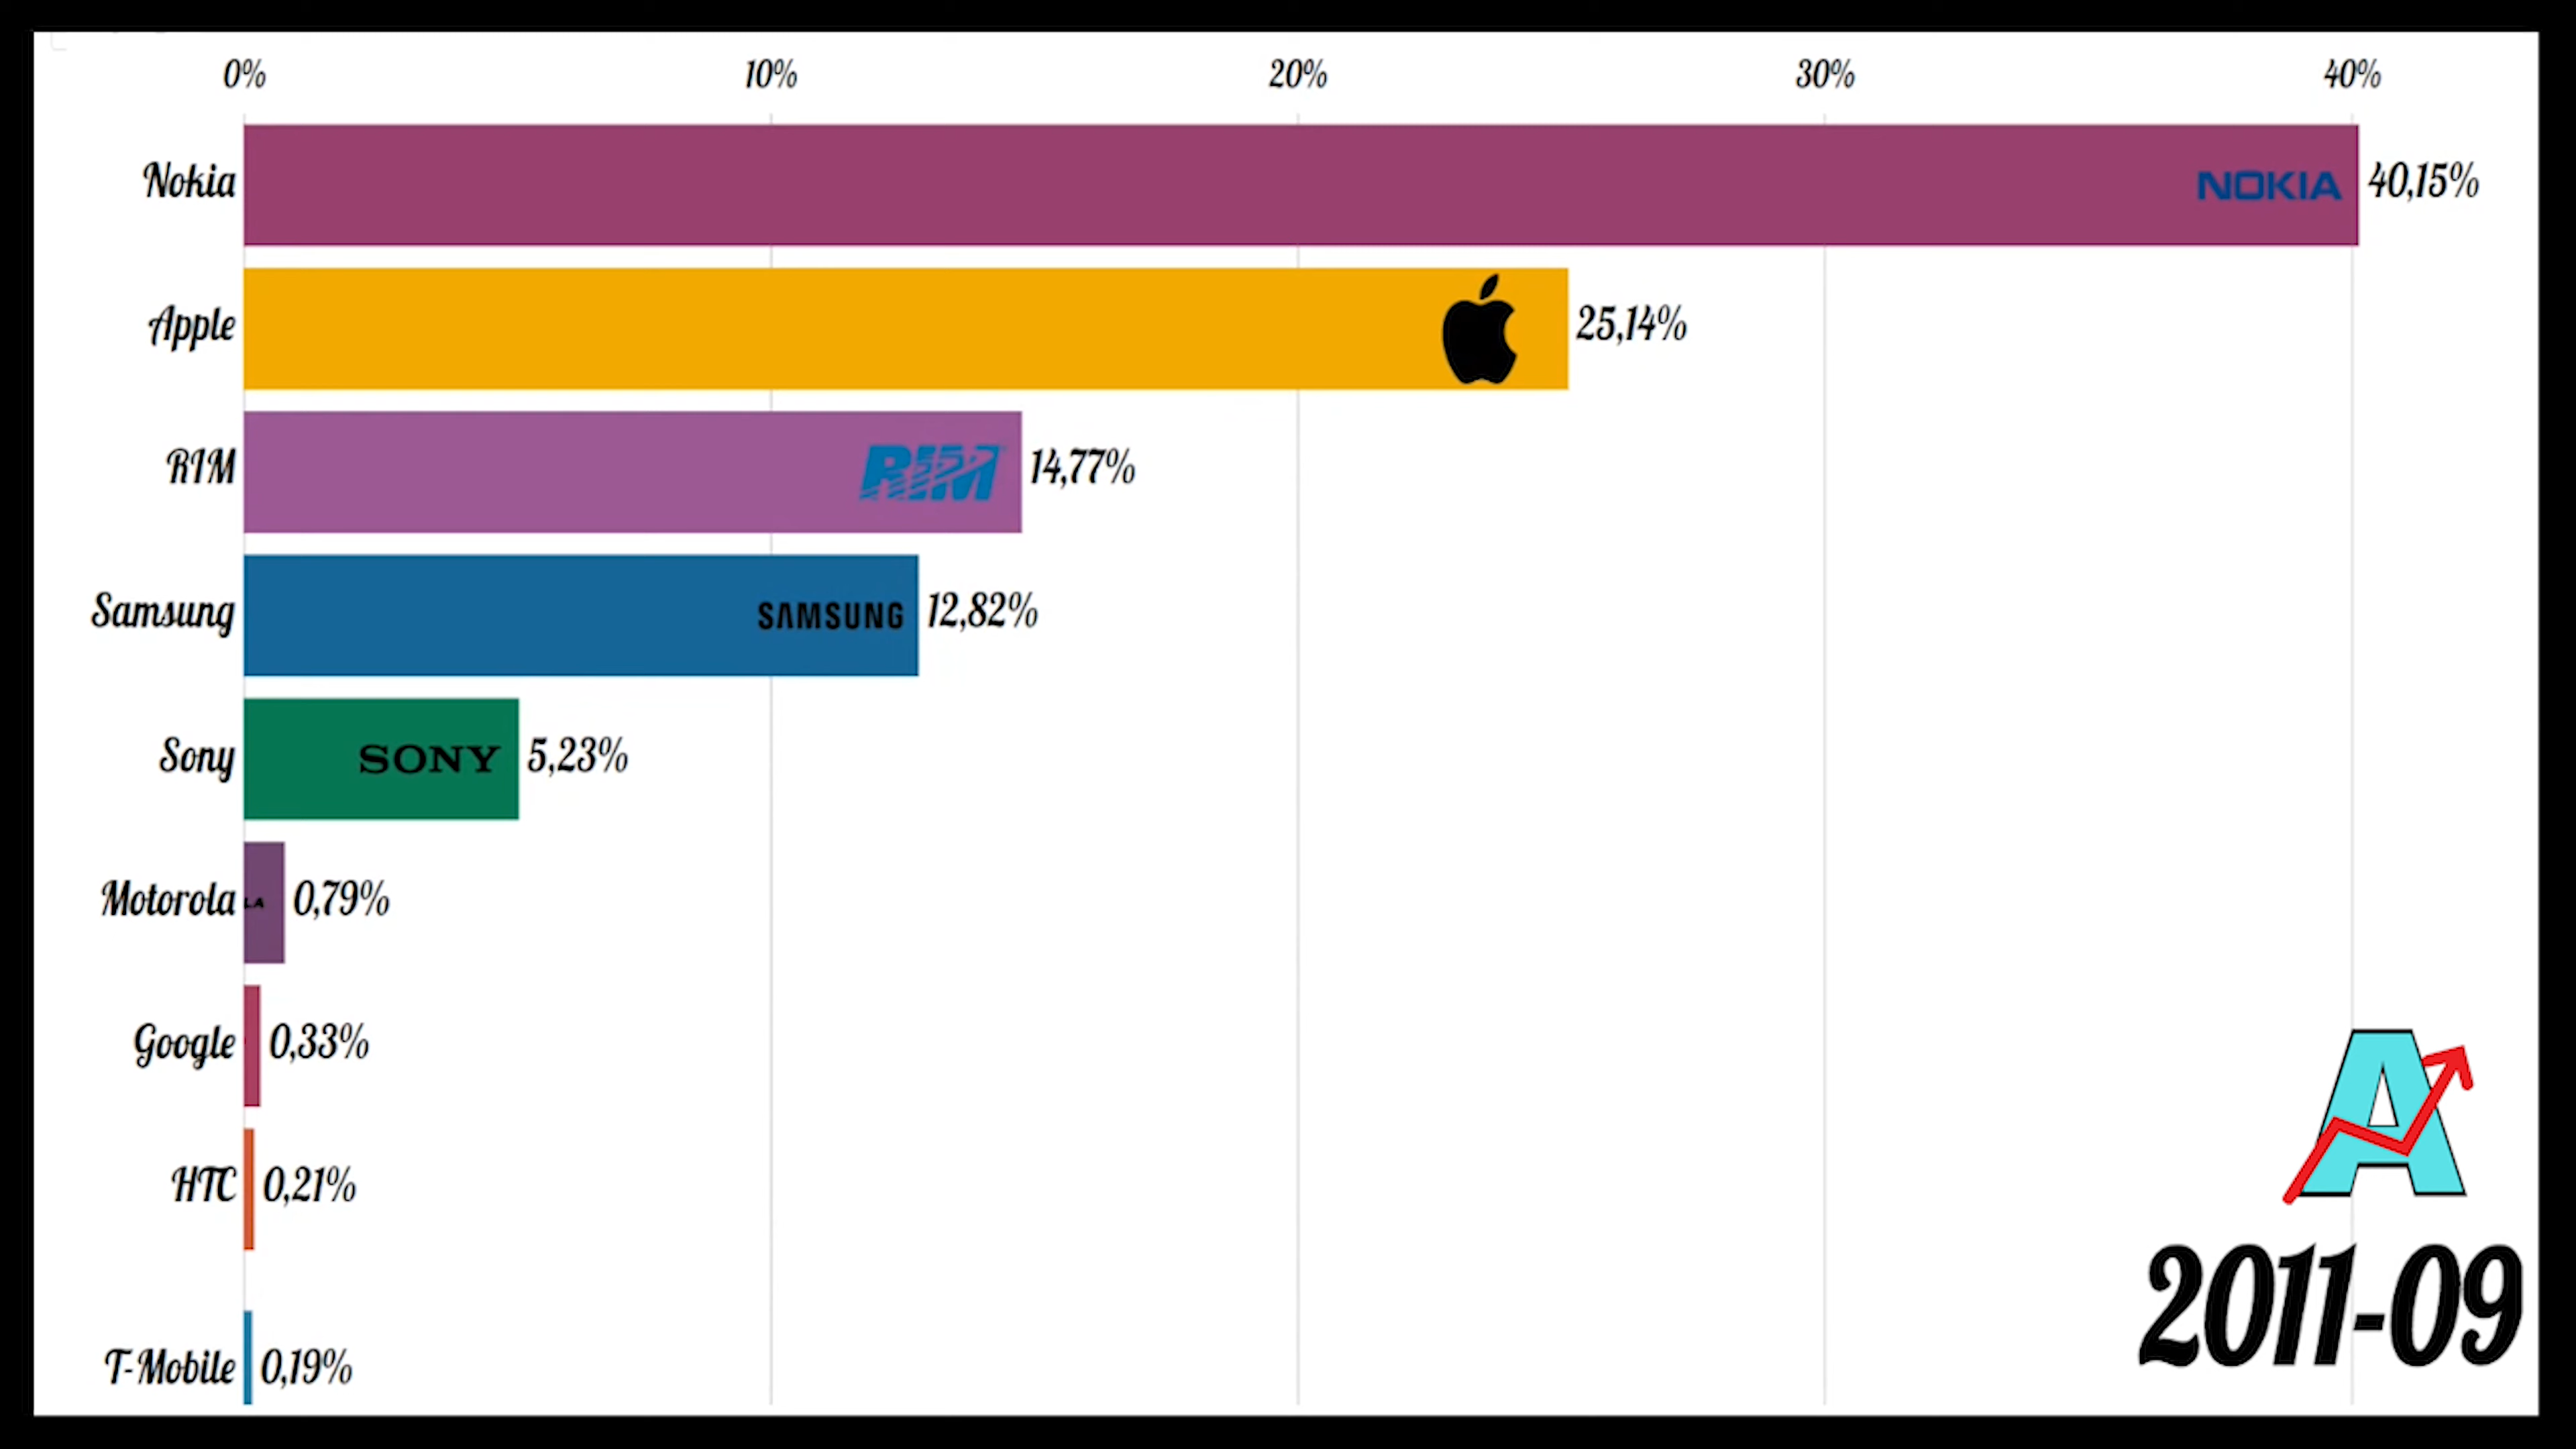 0% 10% 20% 30% 40%
Nokia NOKIA 40,15%
Apple 25,14%
RIM RIM 14,77%
Samsung SAMSUNG 12,82%
Sony SONY 5,23%
Motorola LA 0,79%
Google 0,33%
HTC 0,21%
T-Mobile 0,19%
A
2011-09